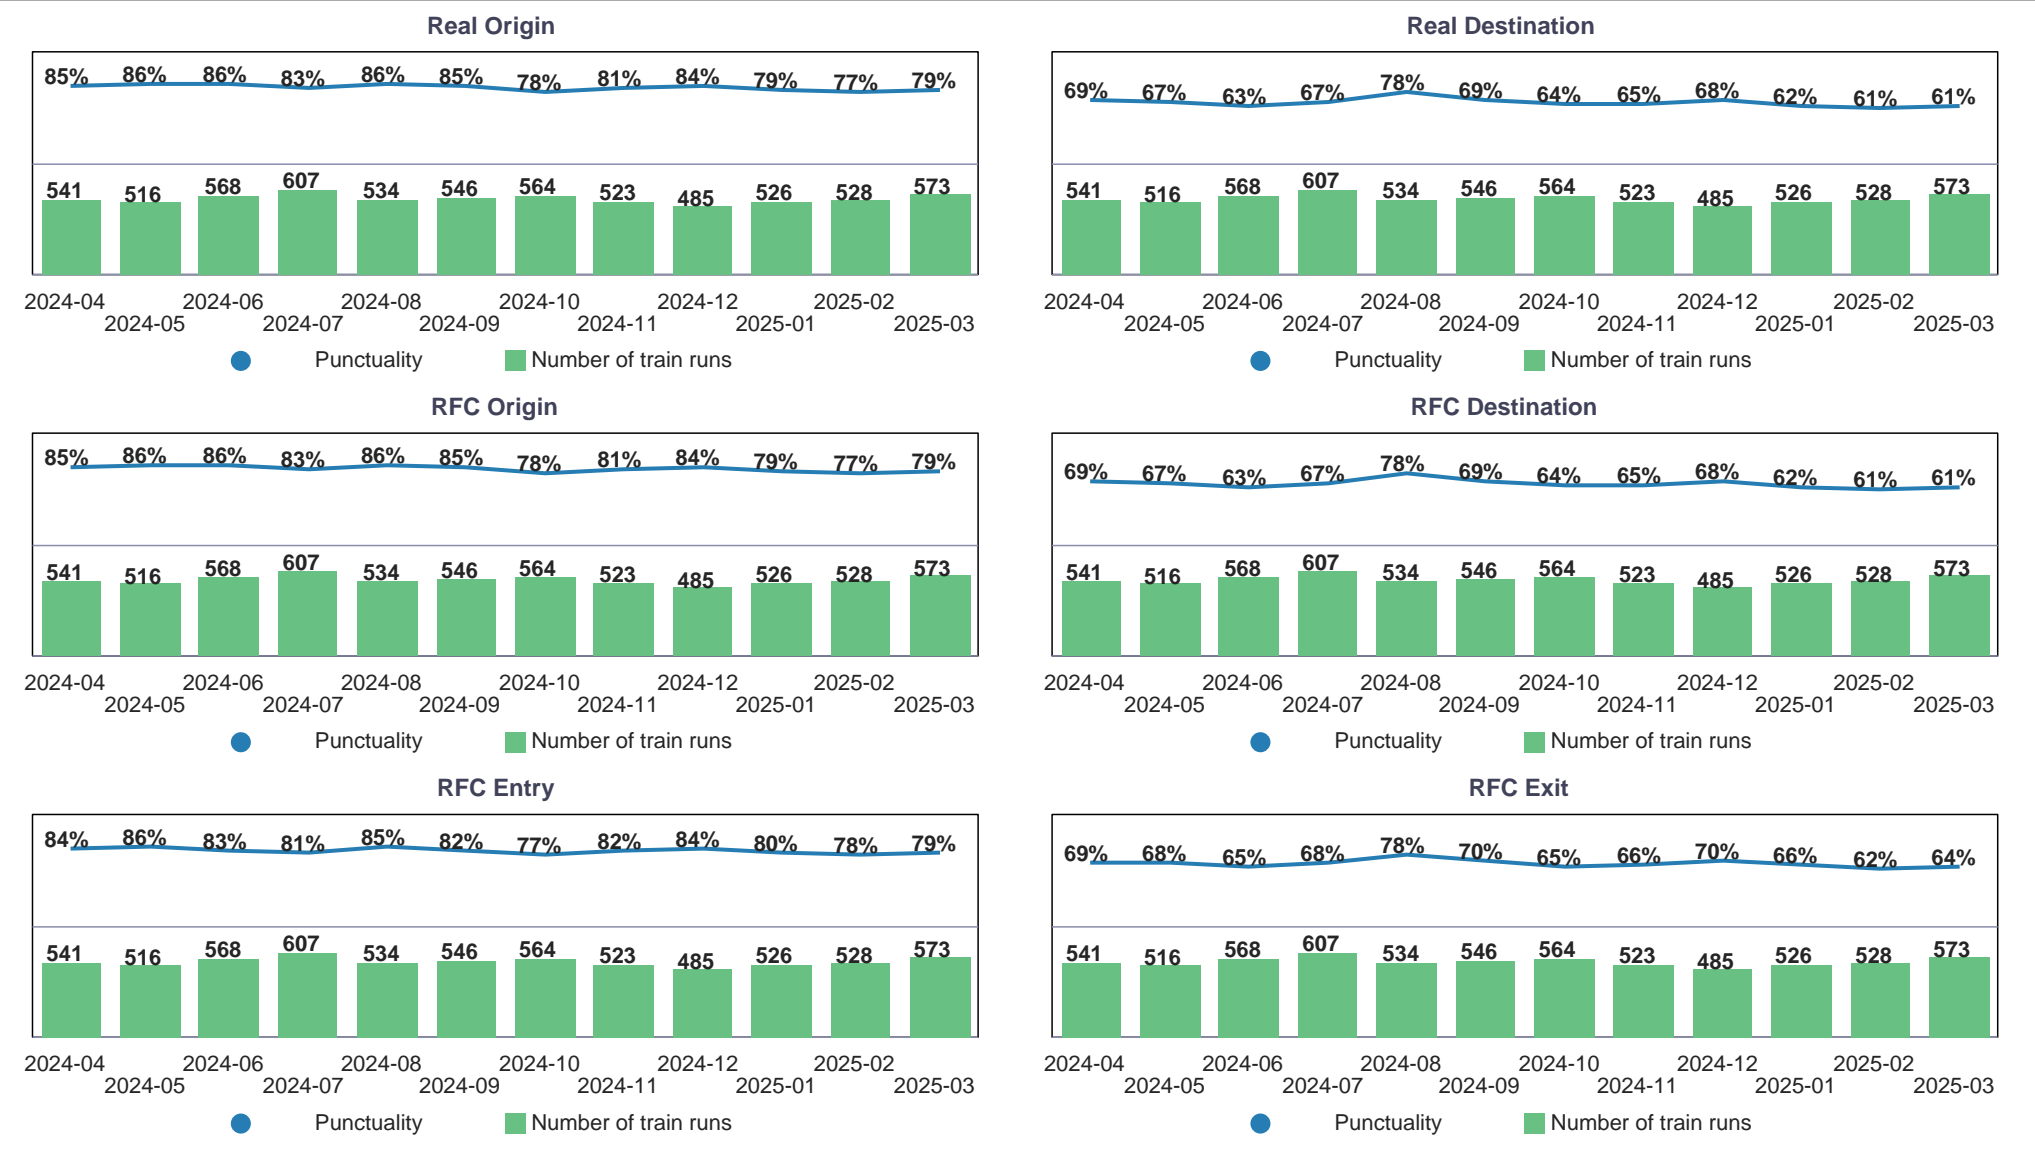 Real Origin
85% 86% 86% 83% 86% 85% 78% 81% 84% 79% 77% 79%
541 516 568 607 534 546 564 523 485 526 528 573
2024-04 2024-06 2024-08 2024-10 2024-12 2025-02
2024-05 2024-07 2024-09 2024-11 2025-01 2025-03
Punctuality Number of train runs
Real Destination
69% 67% 63% 67% 78% 69% 64% 65% 68% 62% 61% 61%
541 516 568 607 534 546 564 523 485 526 528 573
2024-04 2024-06 2024-08 2024-10 2024-12 2025-02
2024-05 2024-07 2024-09 2024-11 2025-01 2025-03
Punctuality Number of train runs
RFC Origin
85% 86% 86% 83% 86% 85% 78% 81% 84% 79% 77% 79%
541 516 568 607 534 546 564 523 485 526 528 573
2024-04 2024-06 2024-08 2024-10 2024-12 2025-02
2024-05 2024-07 2024-09 2024-11 2025-01 2025-03
Punctuality Number of train runs
RFC Destination
69% 67% 63% 67% 78% 69% 64% 65% 68% 62% 61% 61%
541 516 568 607 534 546 564 523 485 526 528 573
2024-04 2024-06 2024-08 2024-10 2024-12 2025-02
2024-05 2024-07 2024-09 2024-11 2025-01 2025-03
Punctuality Number of train runs
RFC Entry
84% 86% 83% 81% 85% 82% 77% 82% 84% 80% 78% 79%
541 516 568 607 534 546 564 523 485 526 528 573
2024-04 2024-06 2024-08 2024-10 2024-12 2025-02
2024-05 2024-07 2024-09 2024-11 2025-01 2025-03
Punctuality Number of train runs
RFC Exit
69% 68% 65% 68% 78% 70% 65% 66% 70% 66% 62% 64%
541 516 568 607 534 546 564 523 485 526 528 573
2024-04 2024-06 2024-08 2024-10 2024-12 2025-02
2024-05 2024-07 2024-09 2024-11 2025-01 2025-03
Punctuality Number of train runs